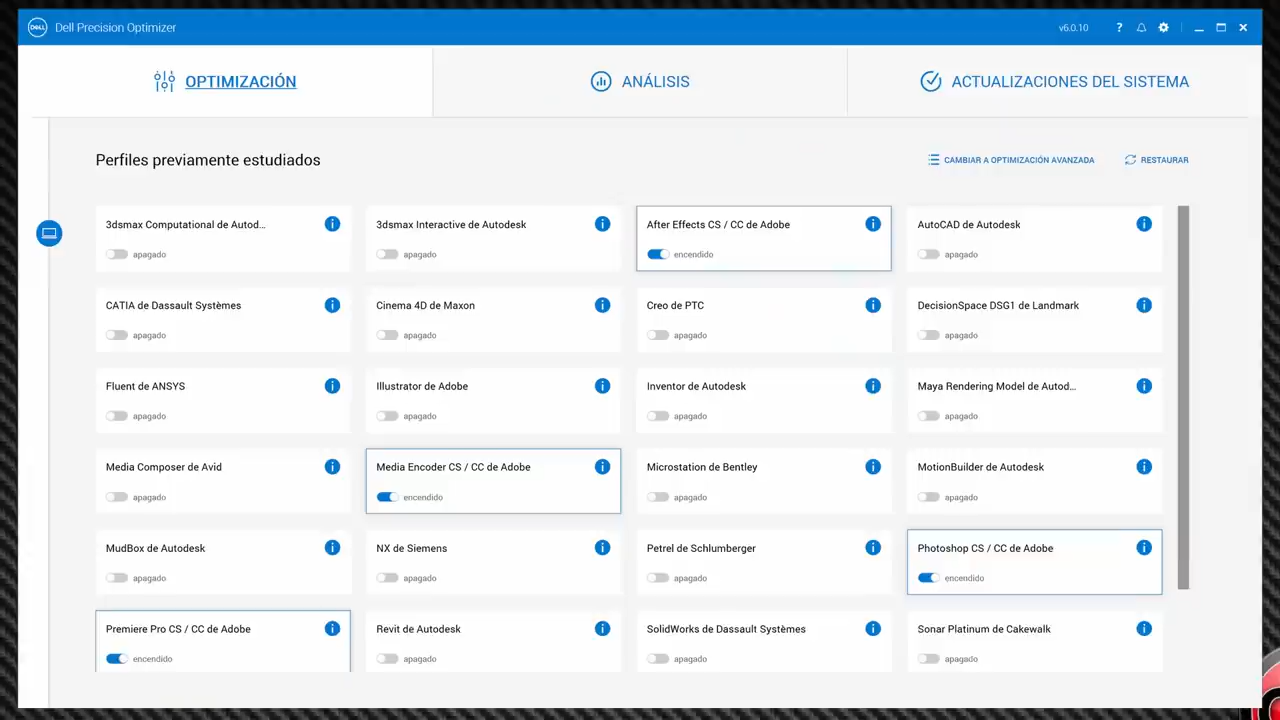 DELL Dell Precision Optimizer v6.0.10 ?
OPTIMIZACIÓN ANÁLISIS ACTUALIZACIONES DEL SISTEMA
Perfiles previamente estudiados CAMBIAR A OPTIMIZACIÓN AVANZADA RESTAURAR
3dsmax Computational de Autod... 3dsmax Interactive de Autodesk After Effects CS / CC de Adobe AutoCAD de Autodesk
apagado apagado encendido apagado
CATIA de Dassault Systèmes Cinema 4D de Maxon Creo de PTC DecisionSpace DSG1 de Landmark
apagado apagado apagado apagado
Fluent de ANSYS Illustrator de Adobe Inventor de Autodesk Maya Rendering Model de Autod...
apagado apagado apagado apagado
Media Composer de Avid Media Encoder CS / CC de Adobe Microstation de Bentley MotionBuilder de Autodesk
apagado encendido apagado apagado
MudBox de Autodesk NX de Siemens Petrel de Schlumberger Photoshop CS / CC de Adobe
apagado apagado apagado encendido
Premiere Pro CS / CC de Adobe Revit de Autodesk SolidWorks de Dassault Systèmes Sonar Platinum de Cakewalk
encendido apagado apagado apagado